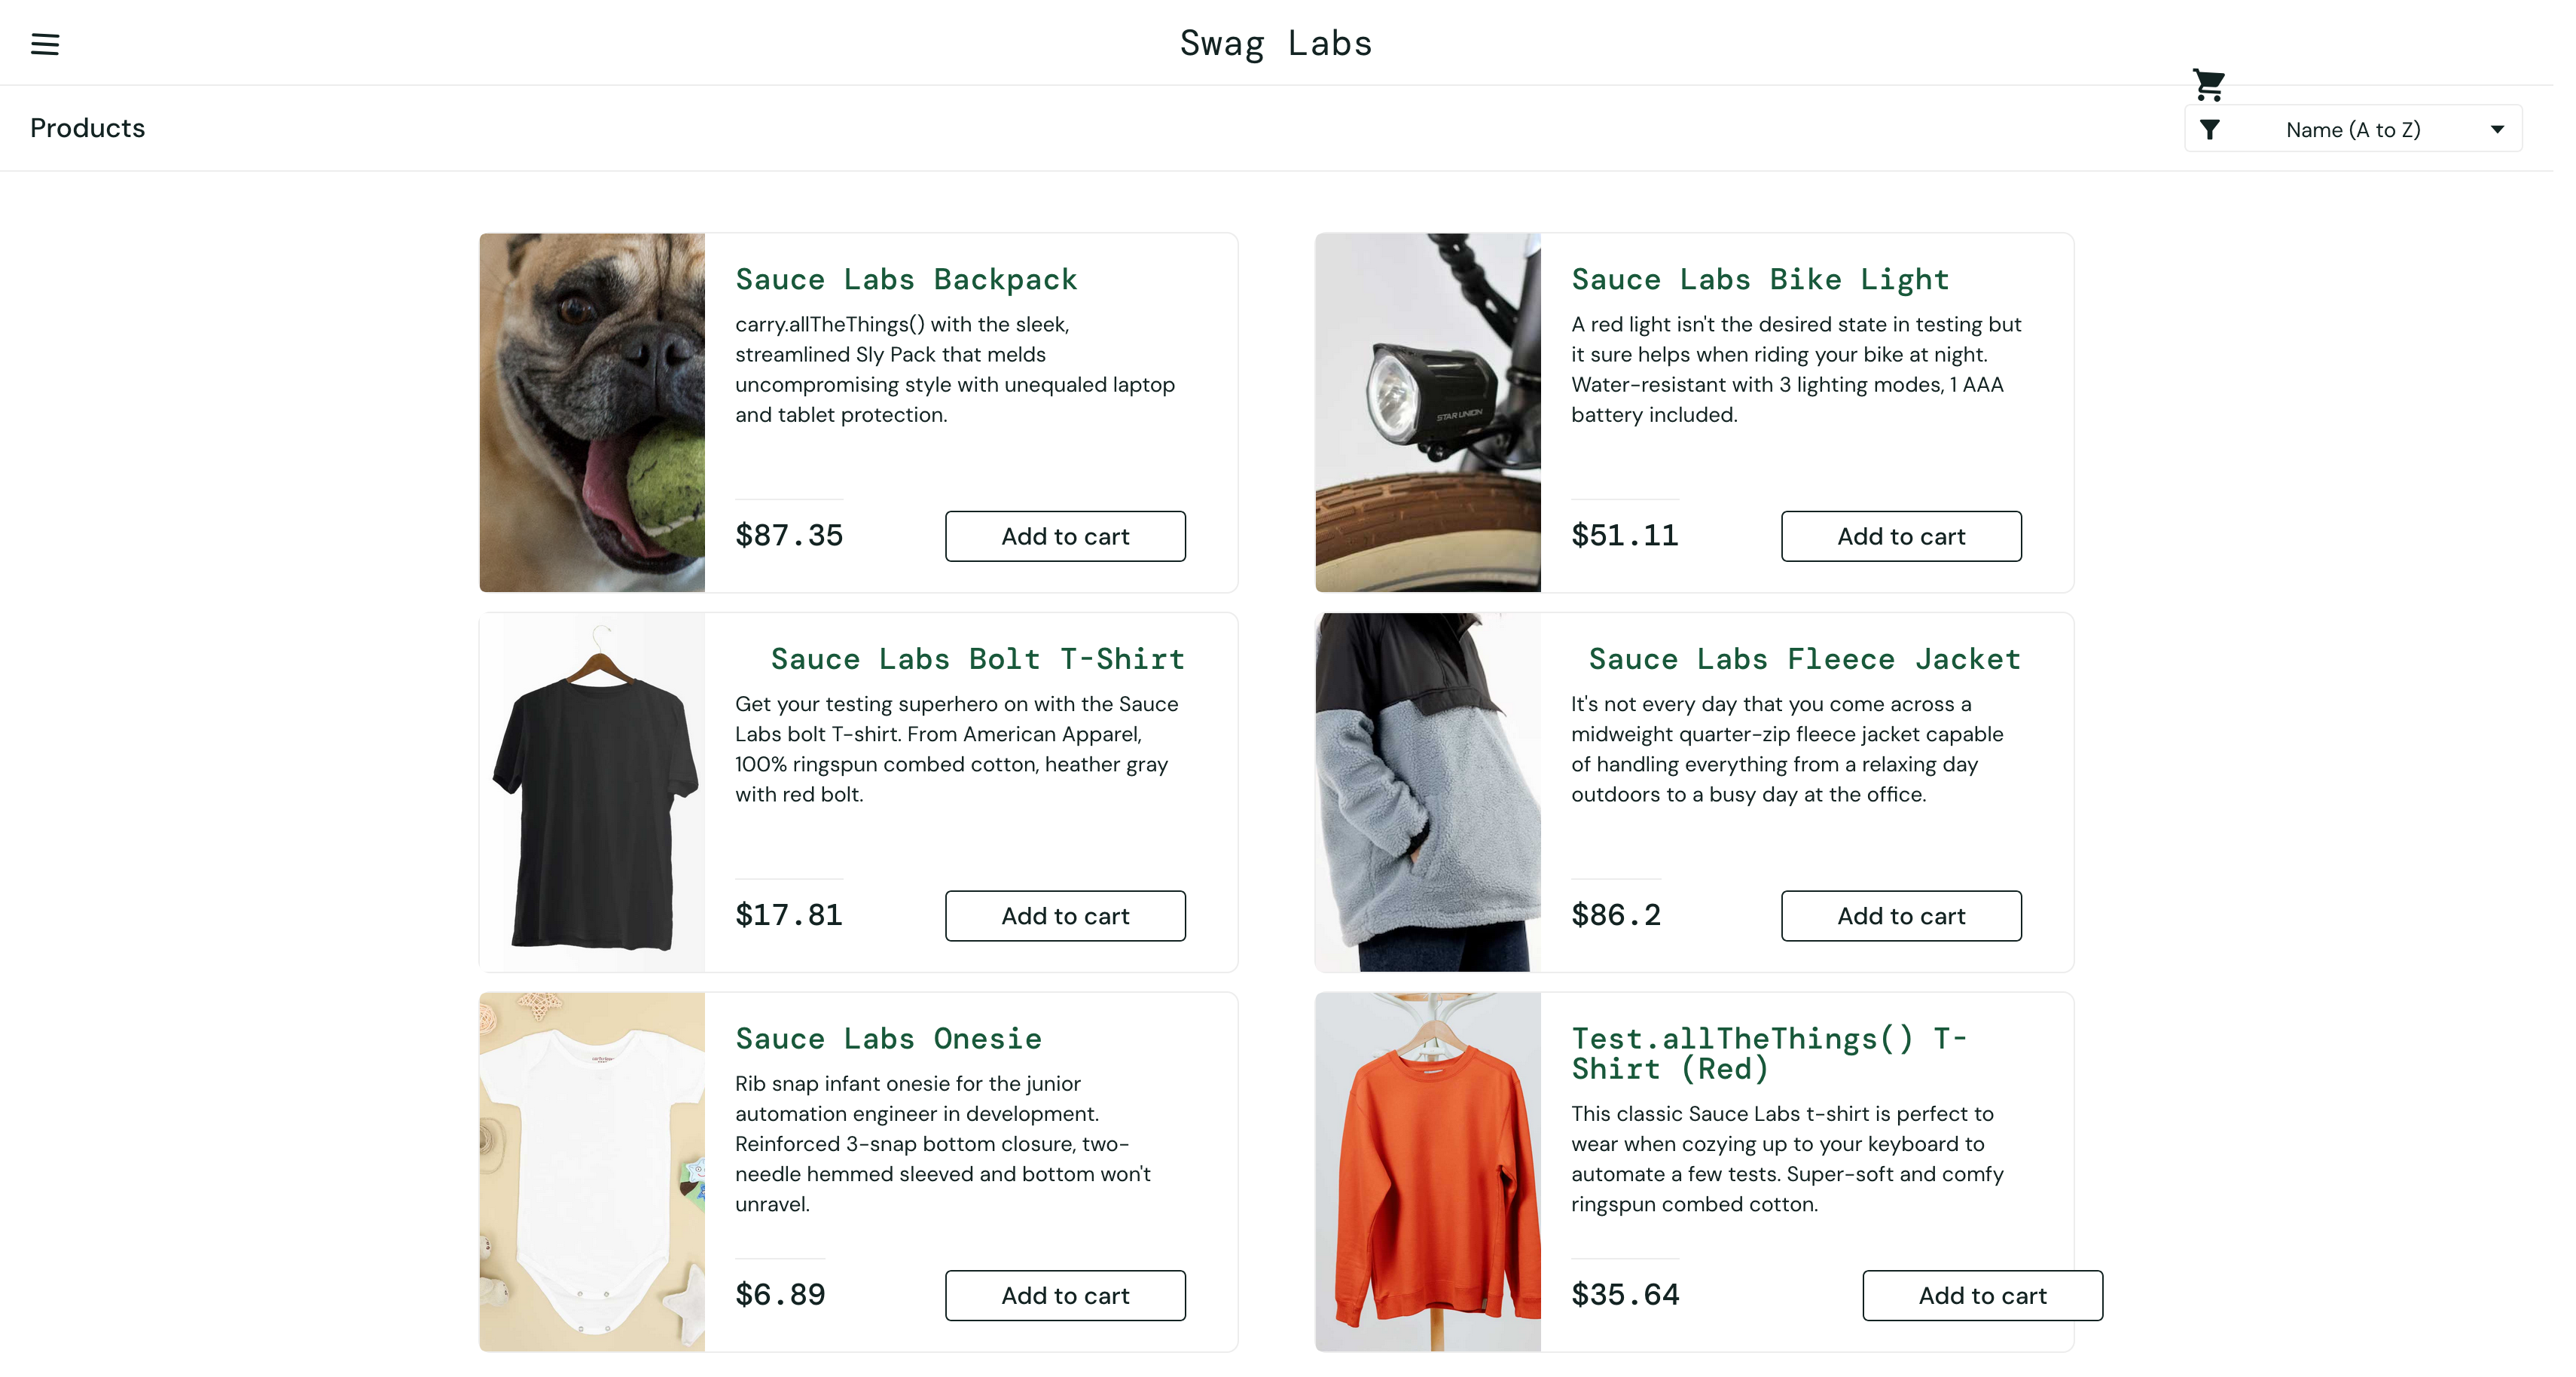 Swag Labs
Products
Name (A to Z)
Sauce Labs Backpack
carry.allTheThings() with the sleek,
streamlined Sly Pack that melds
uncompromising style with unequaled laptop
and tablet protection.
$87.35
Add to cart
STAR UNION
Sauce Labs Bike Light
A red light isn't the desired state in testing but
it sure helps when riding your bike at night.
Water-resistant with 3 lighting modes, 1 AAA
battery included.
$51.11
Add to cart
Sauce Labs Bolt T-Shirt
Get your testing superhero on with the Sauce
Labs bolt T-shirt. From American Apparel,
100% ringspun combed cotton, heather gray
with red bolt.
$17.81
Add to cart
Sauce Labs Fleece Jacket
It's not every day that you come across a
midweight quarter-zip fleece jacket capable
of handling everything from a relaxing day
outdoors to a busy day at the office.
$86.2
Add to cart
Sauce Labs Onesie
Rib snap infant onesie for the junior
automation engineer in development.
Reinforced 3-snap bottom closure, two-
needle hemmed sleeved and bottom won't
unravel.
$6.89
Add to cart
Test.allTheThings() T-
Shirt (Red)
This classic Sauce Labs t-shirt is perfect to
wear when cozying up to your keyboard to
automate a few tests. Super-soft and comfy
ringspun combed cotton.
$35.64
Add to cart